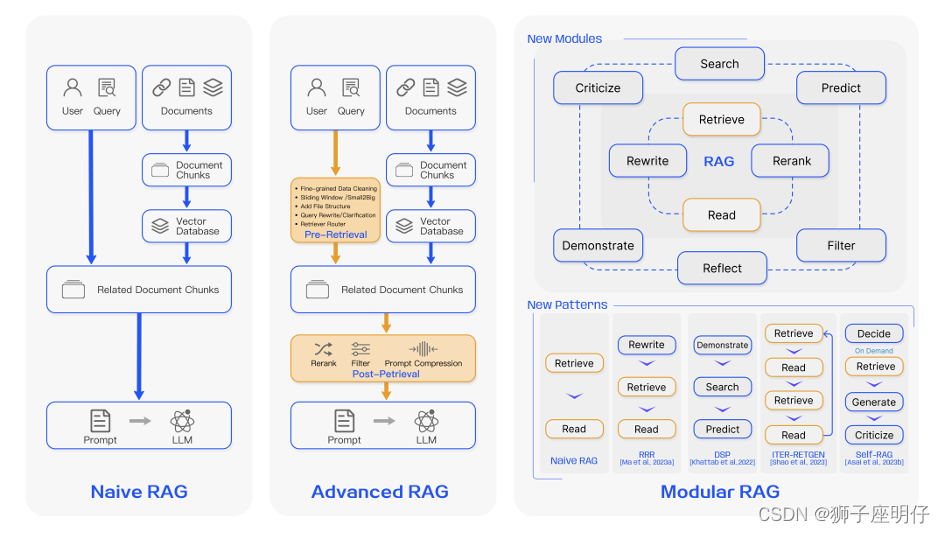 User
Query
Documents
Document
Chunks
Vector
Database
Related Document Chunks
Prompt
LLM
Naive RAG
User
Query
Documents
Fine-grained Data Cleaning
Sliding Window /Small2Big
Add File Structure
Query Rewrite/Clarification
Retriever Router
Pre-Retrieval
Document
Chunks
Vector
Database
Related Document Chunks
Rerank
Filter
Prompt Compression
Post-Petrieval
Prompt
LLM
Advanced RAG
New Modules
Search
Criticize
Predict
Retrieve
Rewrite
RAG
Rerank
Read
Demonstrate
Filter
Reflect
New Patterns
Retrieve
Read
Naive RAG
Rewrite
Retrieve
Read
RRR
[Ma et al., 2023a]
Demonstrate
Search
Predict
DSP
[Khattab et al., 2022]
Retrieve
Read
Retrieve
Read
ITER-RETGEN
[Shao et al., 2023]
Decide
On Demand
Retrieve
Generate
Criticize
Self-RAG
[Asai et al., 2023b]
Modular RAG
CSDN @狮子座明仔